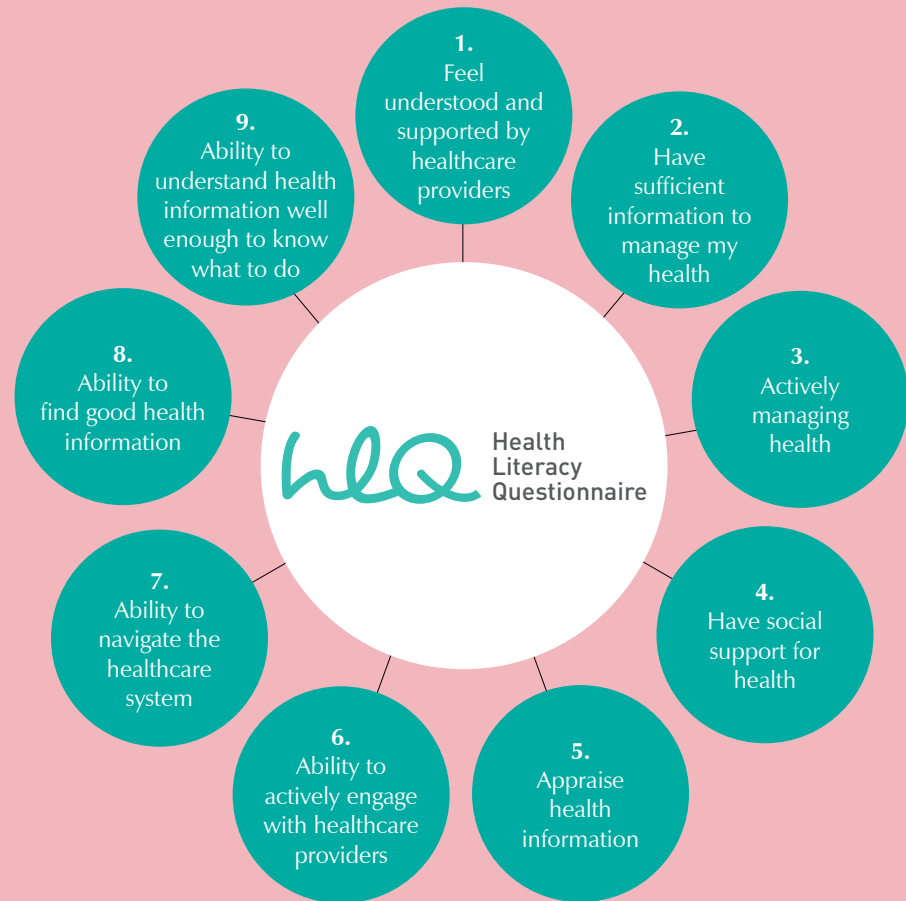 1.
Feel
understood and
supported by
healthcare
providers
2.
Have
sufficient
information to
manage my
health
3.
Actively
managing
health
4.
Have social
support for
health
5.
Appraise
health
information
6.
Ability to
actively engage
with healthcare
providers
7.
Ability to
navigate the
healthcare
system
8.
Ability to
find good health
information
9.
Ability to
understand health
information well
enough to know
what to do
hlQ
Health
Literacy
Questionnaire